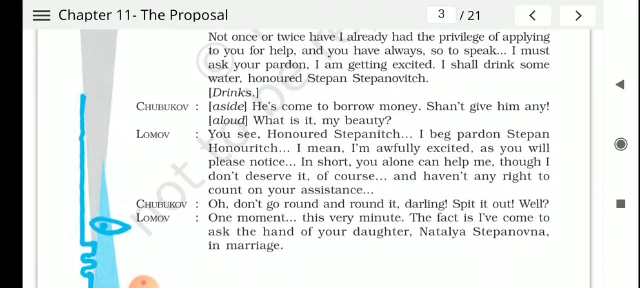 Chapter 11- The Proposal
3 / 21
Not once or twice have I already had the privilege of applying
to you for help, and you have always, so to speak... I must
ask your pardon, I am getting excited. I shall drink some
water, honoured Stepan Stepanovitch.
[Drinks.]
CHUBUKOV : [aside] He's come to borrow money. Shan't give him any!
[aloud] What is it, my beauty?
LOMOV : You see, Honoured Stepanitch... I beg pardon Stepan
Honouritch... I mean, I'm awfully excited, as you will
please notice... In short, you alone can help me, though I
don't deserve it, of course... and haven't any right to
count on your assistance...
CHUBUKOV : Oh, don't go round and round it, darling! Spit it out! Well?
LOMOV : One moment... this very minute. The fact is I've come to
ask the hand of your daughter, Natalya Stepanovna,
in marriage.
not to be